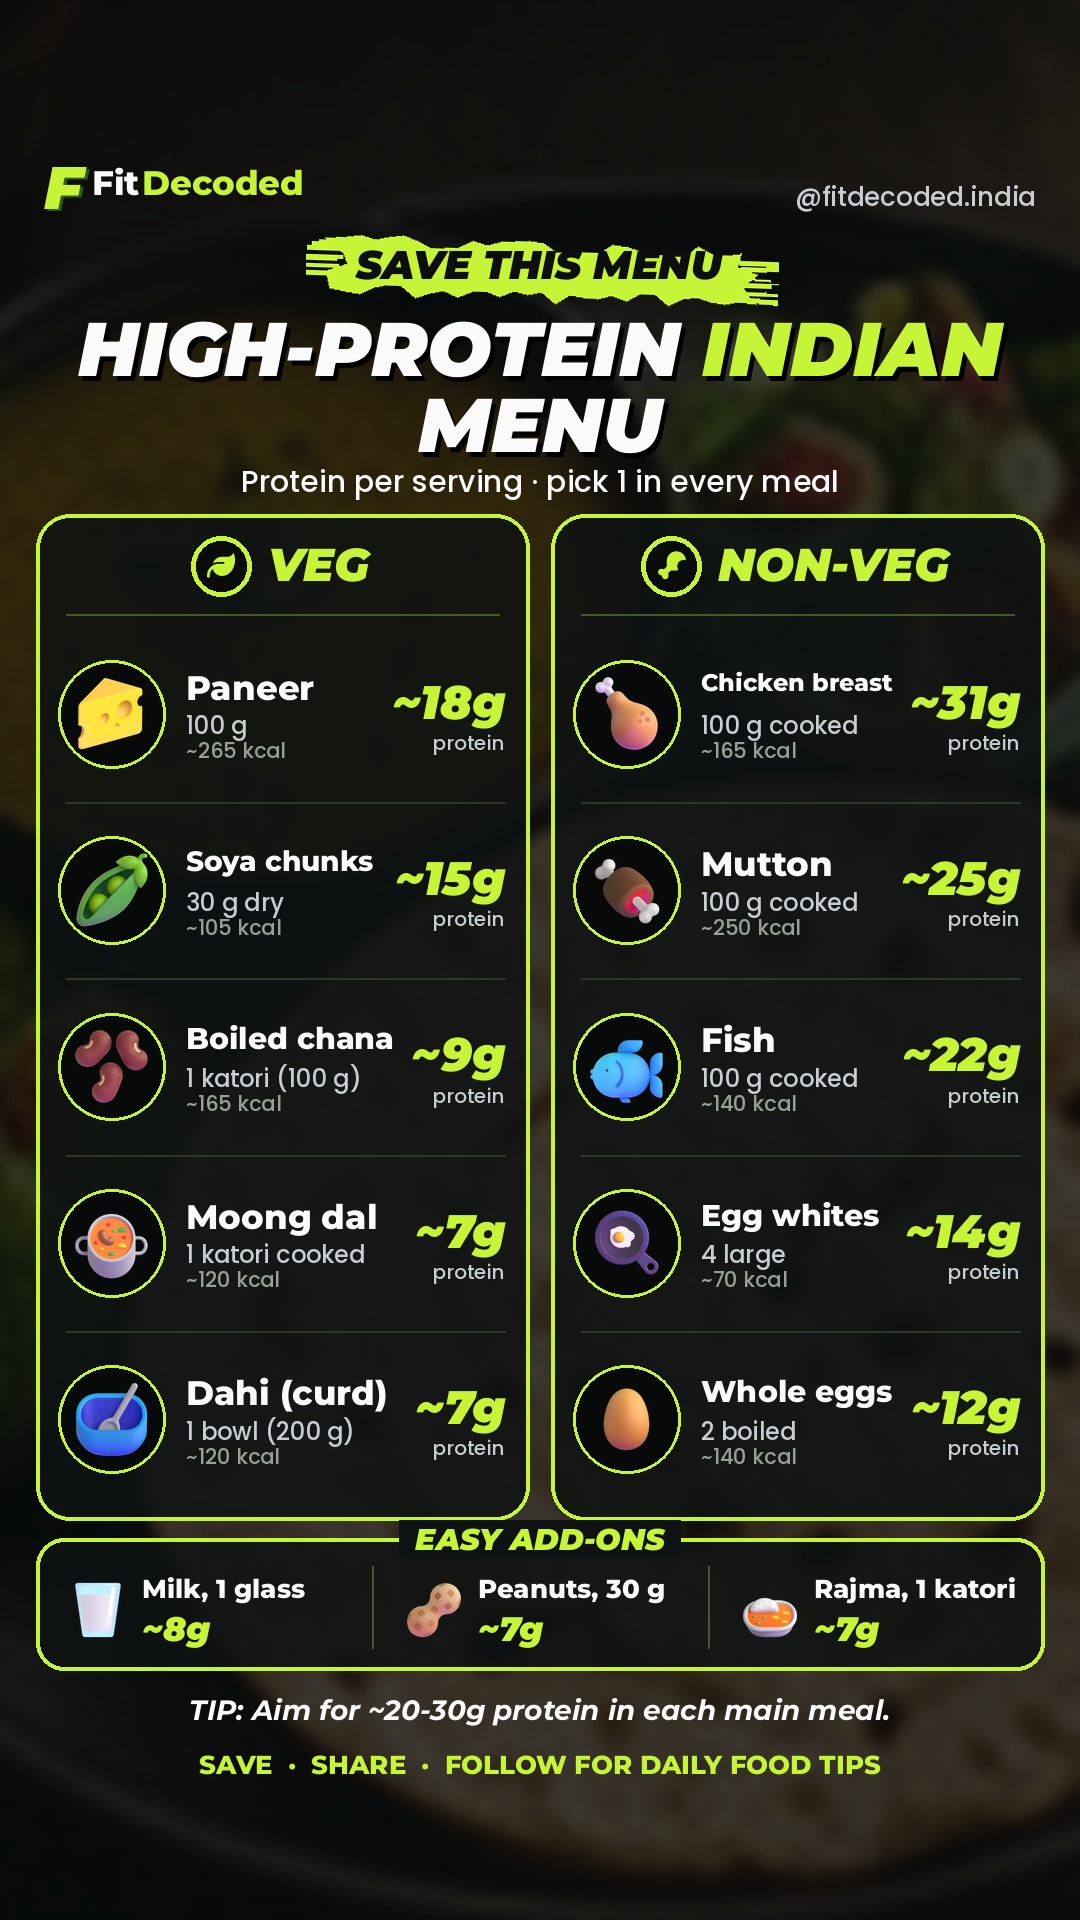 FitDecoded
@fitdecoded.india
SAVE THIS MENU
HIGH-PROTEIN INDIAN
MENU
Protein per serving · pick 1 in every meal
VEG
Paneer
100 g
~265 kcal
~18g
protein
Soya chunks
30 g dry
~105 kcal
~15g
protein
Boiled chana
1 katori (100 g)
~165 kcal
~9g
protein
Moong dal
1 katori cooked
~120 kcal
~7g
protein
Dahi (curd)
1 bowl (200 g)
~120 kcal
~7g
protein
NON-VEG
Chicken breast
100 g cooked
~165 kcal
~31g
protein
Mutton
100 g cooked
~250 kcal
~25g
protein
Fish
100 g cooked
~140 kcal
~22g
protein
Egg whites
4 large
~70 kcal
~14g
protein
Whole eggs
2 boiled
~140 kcal
~12g
protein
EASY ADD-ONS
Milk, 1 glass
~8g
Peanuts, 30 g
~7g
Rajma, 1 katori
~7g
TIP: Aim for ~20-30g protein in each main meal.
SAVE · SHARE · FOLLOW FOR DAILY FOOD TIPS